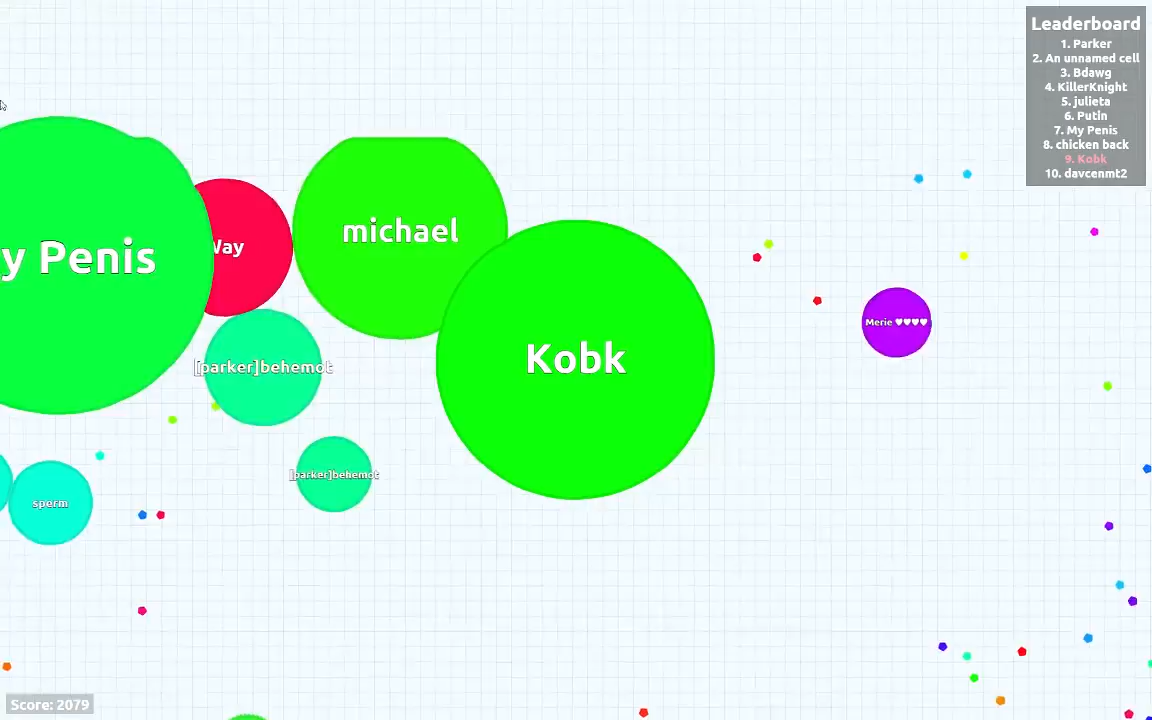 Leaderboard
1. Parker
2. An unnamed cell
3. Bdawg
4. KillerKnight
5. julieta
6. Putin
7. My Penis
8. chicken back
9. Kobk
10. davcenmt2
y Penis
Way
michael
Kobk
Merie ♥♥♥♥
[parker]behemot
[parker]behemot
sperm
Score: 2079